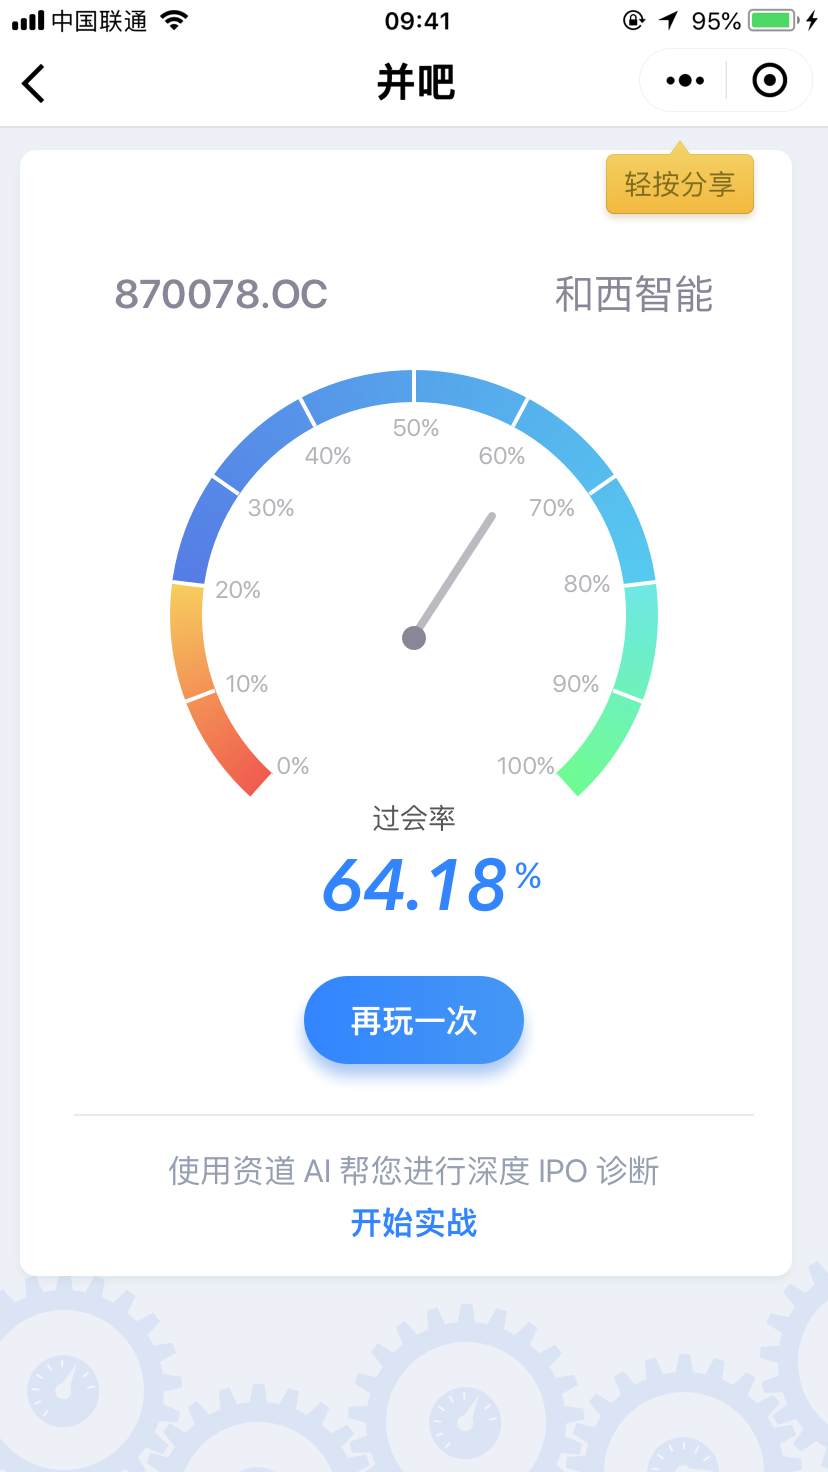 中国联通 09:41 95%
并吧
轻按分享
870078.OC 和西智能
50%
40% 60%
30% 70%
20% 80%
10% 90%
0% 100%
过会率
64.18%
再玩一次
使用资道 AI 帮您进行深度 IPO 诊断
开始实战